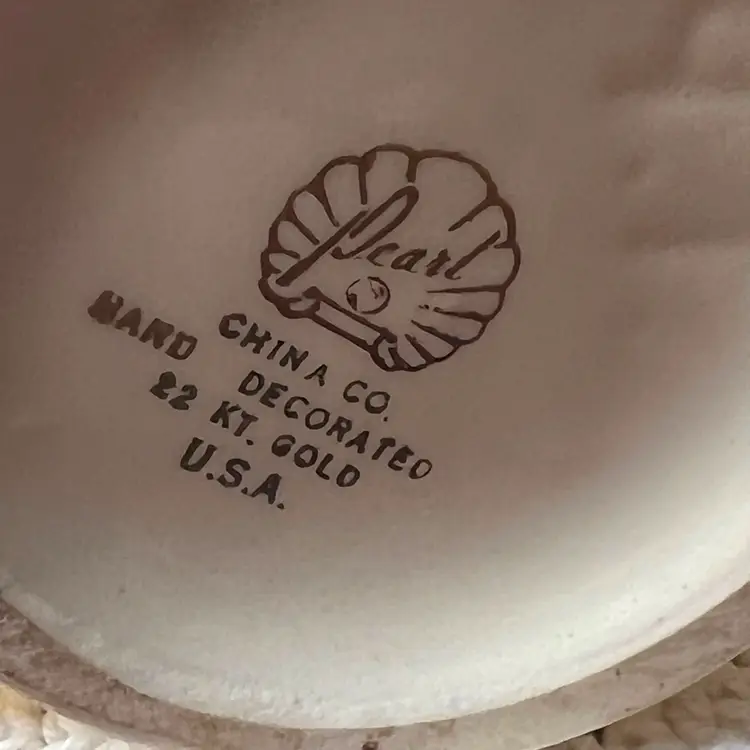 Pearl
CHINA CO.
HAND DECORATED
22 KT. GOLD
U.S.A.